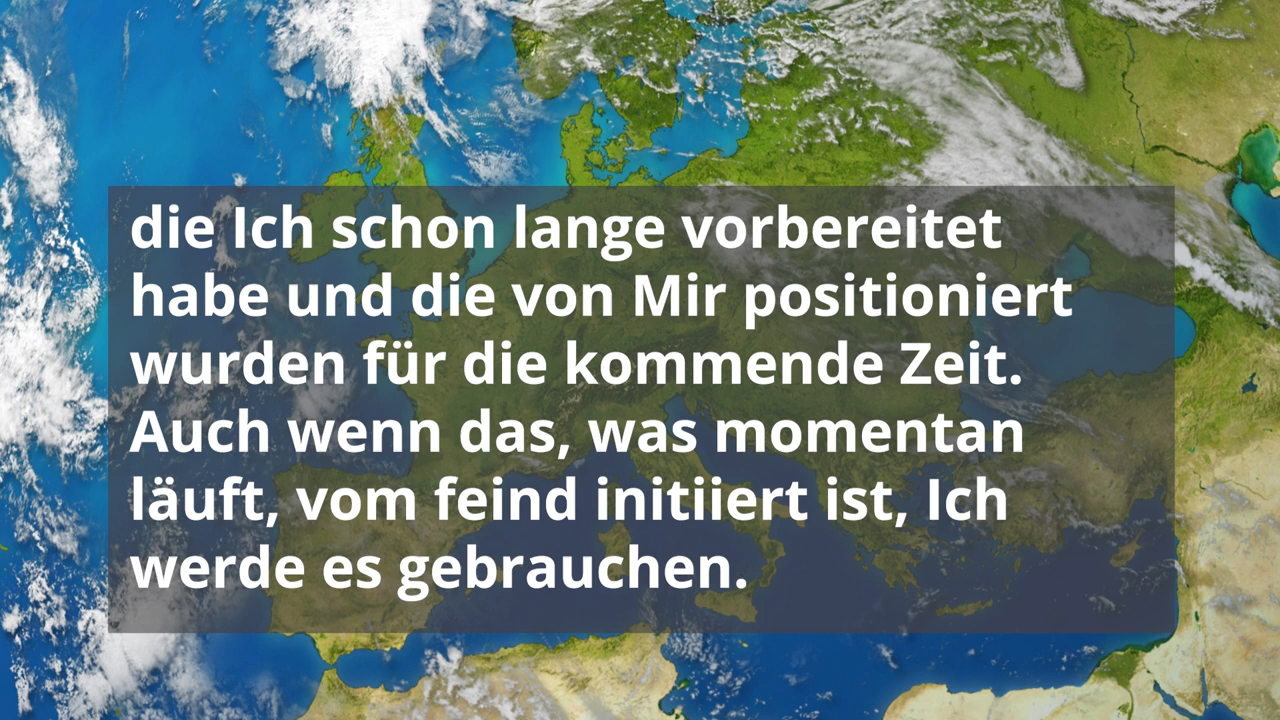 die Ich schon lange vorbereitet
habe und die von Mir positioniert
wurden für die kommende Zeit.
Auch wenn das, was momentan
läuft, vom feind initiiert ist, Ich
werde es gebrauchen.